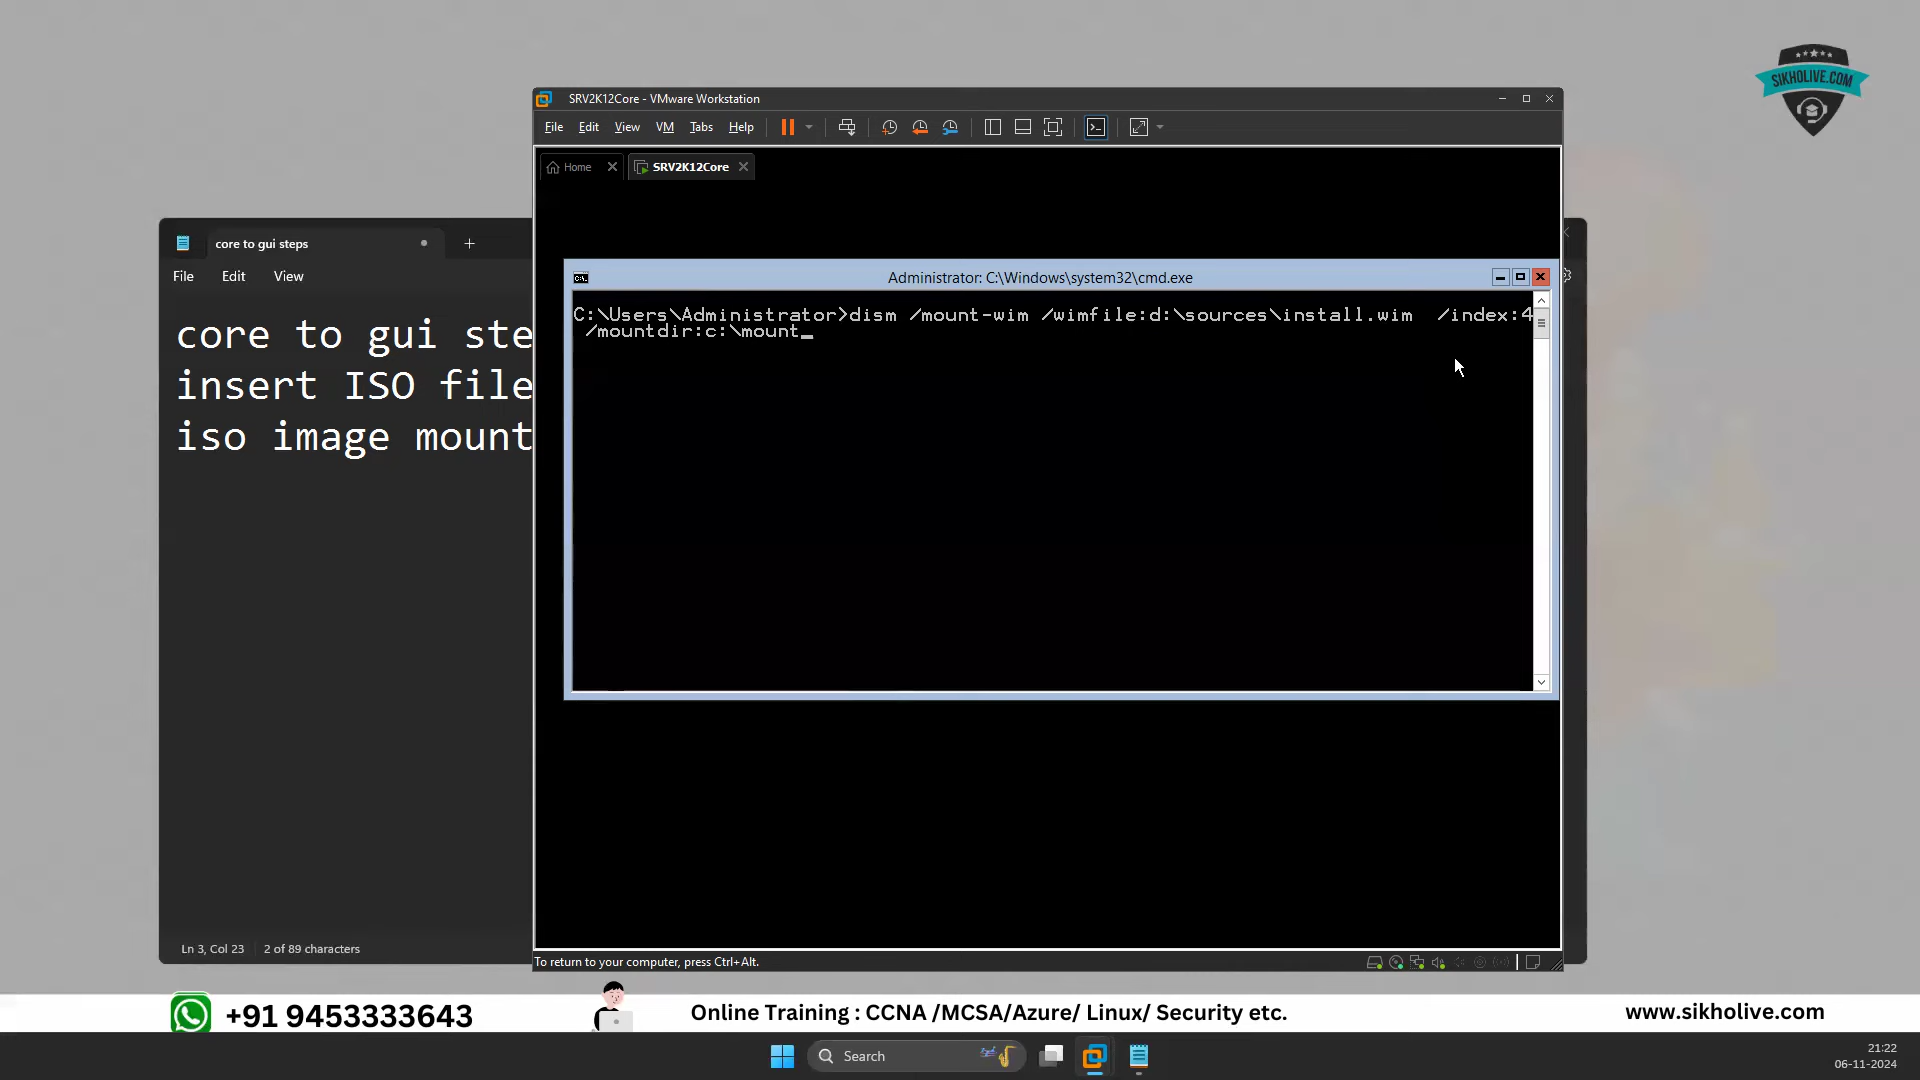 SIKHOLIVE.COM
SRV2K12Core - VMware Workstation
File Edit View VM Tabs Help
Home SRV2K12Core
core to gui steps
File Edit View
Administrator: C:\Windows\system32\cmd.exe
C:\Users\Administrator>dism /mount-wim /wimfile:d:\sources\install.wim  /index:4
/mountdir:c:\mount_
core to gui ste
insert ISO file
iso image mount
Ln 3, Col 23 2 of 89 characters
To return to your computer, press Ctrl+Alt.
+91 9453333643
Online Training : CCNA /MCSA/Azure/ Linux/ Security etc.
www.sikholive.com
Search
21:22
06-11-2024